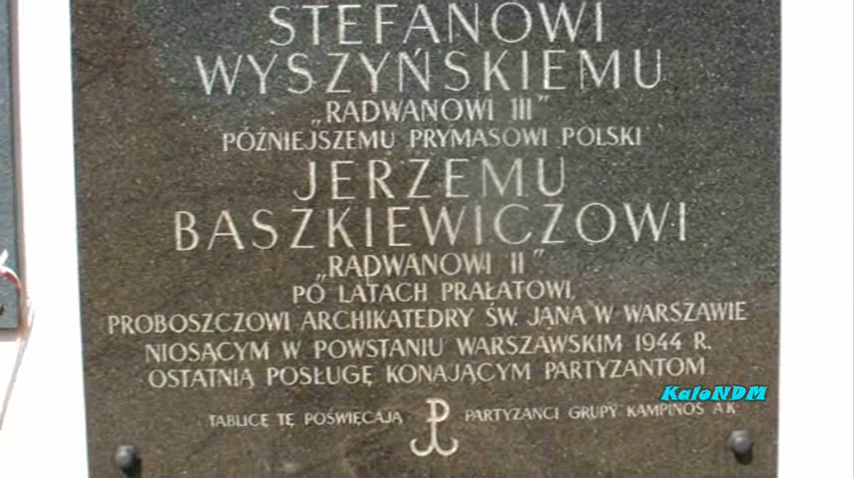 STEFANOWI
WYSZYŃSKIEMU
„RADWANOWI III”
PÓŹNIEJSZEMU PRYMASOWI POLSKI
JERZEMU
BASZKIEWICZOWI
„RADWANOWI II”
PO LATACH PRAŁATOWI,
PROBOSZCZOWI ARCHIKATEDRY ŚW. JANA W WARSZAWIE
NIOSĄCYM W POWSTANIU WARSZAWSKIM 1944 R.
OSTATNIĄ POSŁUGĘ KONAJĄCYM PARTYZANTOM
KaloNDM
TABLICĘ TĘ POŚWIĘCAJĄ PARTYZANCI GRUPY KAMPINOS AK